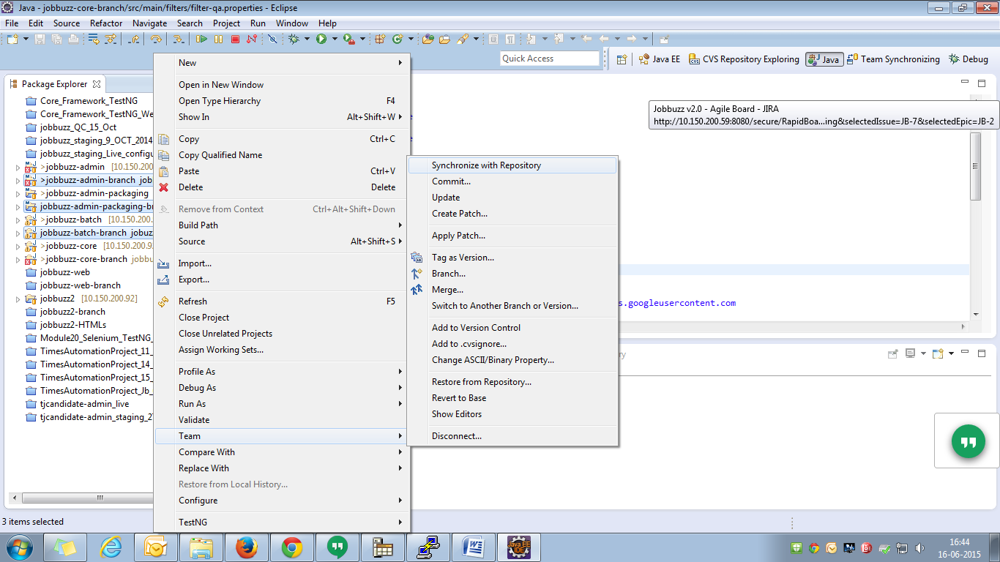 Java - jobbuzz-core-branch/src/main/filters/filter-qa.properties - Eclipse
File Edit Source Refactor Navigate Search Project Run Window Help
Quick Access
Java EE
CVS Repository Exploring
Java
Team Synchronizing
Debug
Package Explorer
Core_Framework_TestNG
Core_Framework_TestNG_We
jobbuzz_QC_15_Oct
jobbuzz_staging_9_OCT_2014
jobbuzz_staging_Live_configu
>jobbuzz-admin [10.150.200
>jobbuzz-admin-branch job
>jobbuzz-admin-packaging
jobbuzz-admin-packaging-br
>jobbuzz-batch [10.150.200.
jobbuzz-batch-branch jobuz
>jobbuzz-core [10.150.200.9
>jobbuzz-core-branch jobbu
jobbuzz-web
jobbuzz-web-branch
jobbuzz2 [10.150.200.92]
jobbuzz2-branch
jobbuzz2-HTMLs
Module20_Selenium_TestNG_
TimesAutomationProject_11_
TimesAutomationProject_14_
TimesAutomationProject_15_
TimesAutomationProject_Jb_
tjcandidate-admin_live
tjcandidate-admin_staging_27
3 items selected
New
Open in New Window
Open Type Hierarchy F4
Show In Alt+Shift+W
Copy Ctrl+C
Copy Qualified Name
Paste Ctrl+V
Delete Delete
Remove from Context Ctrl+Alt+Shift+Down
Build Path
Source Alt+Shift+S
Import...
Export...
Refresh F5
Close Project
Close Unrelated Projects
Assign Working Sets...
Profile As
Debug As
Run As
Validate
Team
Compare With
Replace With
Restore from Local History...
Configure
TestNG
Synchronize with Repository
Commit...
Update
Create Patch...
Apply Patch...
Tag as Version...
Branch...
Merge...
Switch to Another Branch or Version...
Add to Version Control
Add to .cvsignore...
Change ASCII/Binary Property...
Restore from Repository...
Revert to Base
Show Editors
Disconnect...
Jobbuzz v2.0 - Agile Board - JIRA
http://10.150.200.59:8080/secure/RapidBoa...ing&selectedIssue=JB-7&selectedEpic=JB-2
s.googleusercontent.com
ry
Java EE
IDE
16:44
16-06-2015